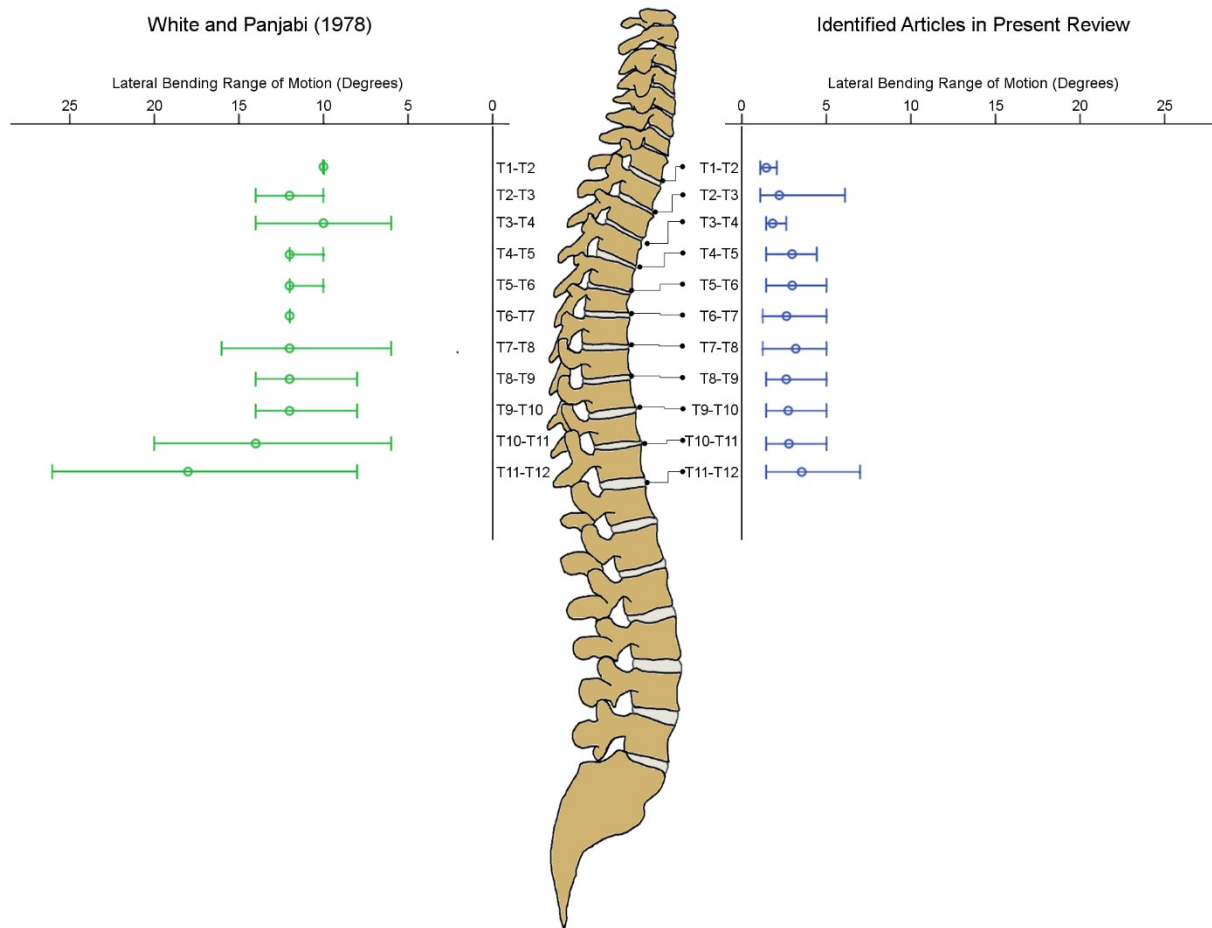 White and Panjabi (1978)
Identified Articles in Present Review
Lateral Bending Range of Motion (Degrees)
Lateral Bending Range of Motion (Degrees)
25 20 15 10 5 0
0 5 10 15 20 25
T1-T2 T1-T2
T2-T3 T2-T3
T3-T4 T3-T4
T4-T5 T4-T5
T5-T6 T5-T6
T6-T7 T6-T7
T7-T8 T7-T8
T8-T9 T8-T9
T9-T10 T9-T10
T10-T11 T10-T11
T11-T12 T11-T12